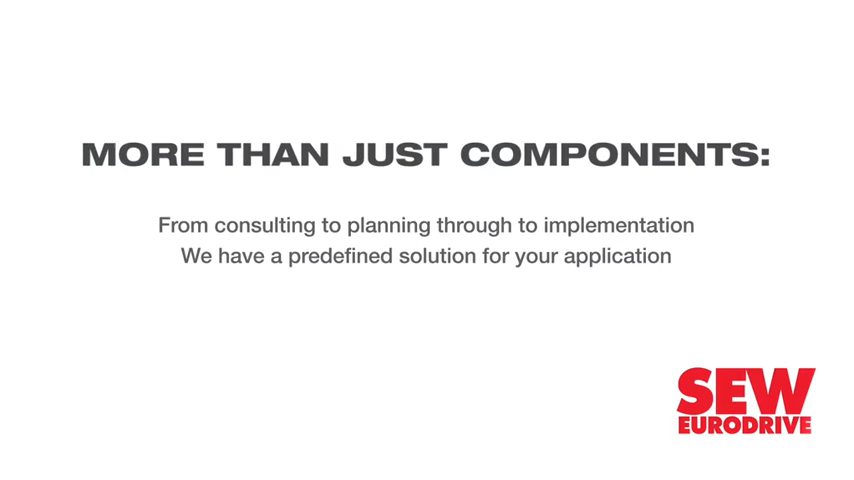 MORE THAN JUST COMPONENTS:
From consulting to planning through to implementation
We have a predefined solution for your application
SEW
EURODRIVE